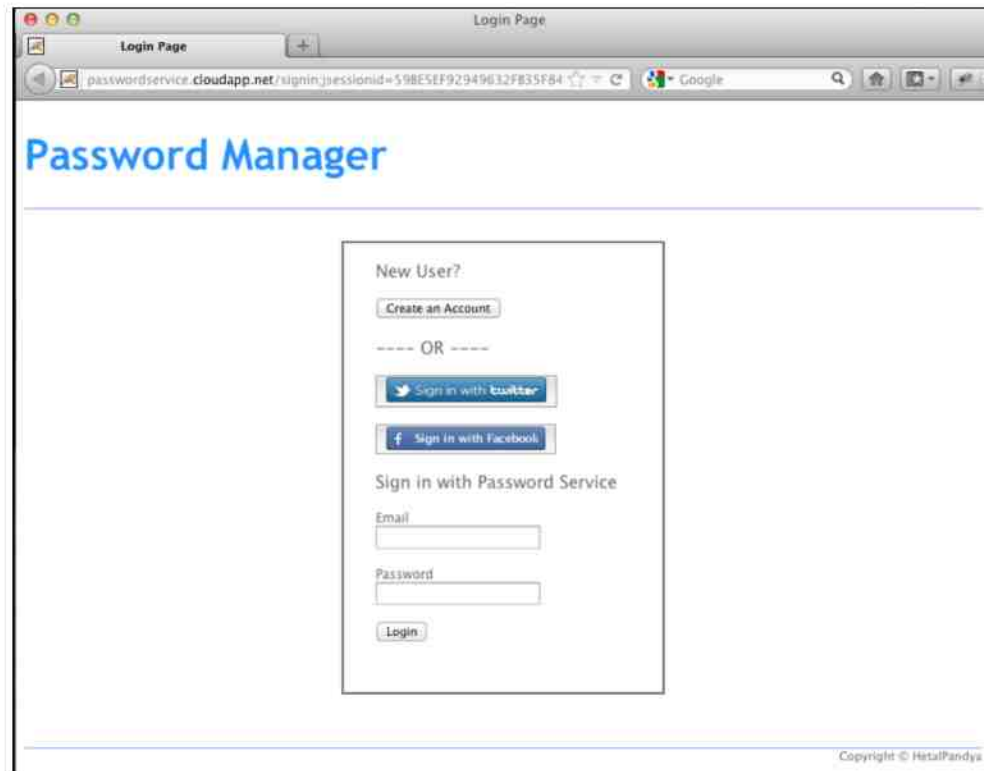 Login Page
Login Page
passwordservice.cloudapp.net/signin;jsessionid=59BE5EF92949632FB35F84
Google
Password Manager
New User?
Create an Account
---- OR ----
Sign in with twitter
f Sign in with Facebook
Sign in with Password Service
Email
Password
Login
Copyright © HetalPandya